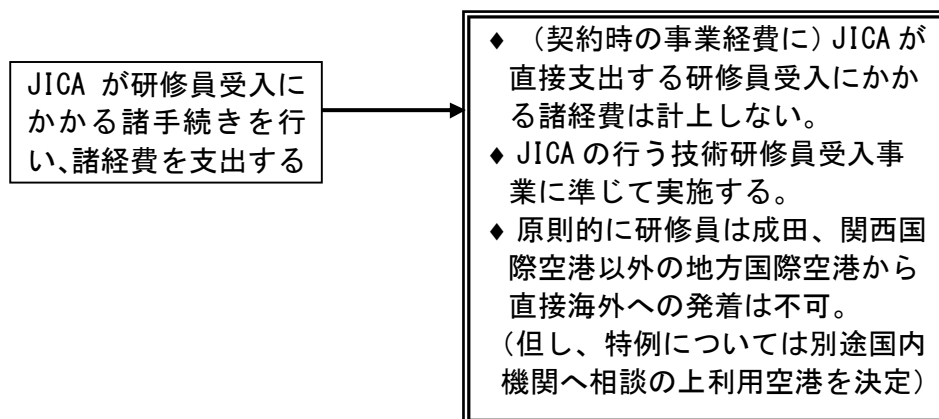 JICA が研修員受入に
かかる諸手続きを行
い、諸経費を支出する
♦ （契約時の事業経費に）JICA が
直接支出する研修員受入にかか
る諸経費は計上しない。
♦ JICA の行う技術研修員受入事
業に準じて実施する。
♦ 原則的に研修員は成田、関西国
際空港以外の地方国際空港から
直接海外への発着は不可。
（但し、特例については別途国内
機関へ相談の上利用空港を決定）